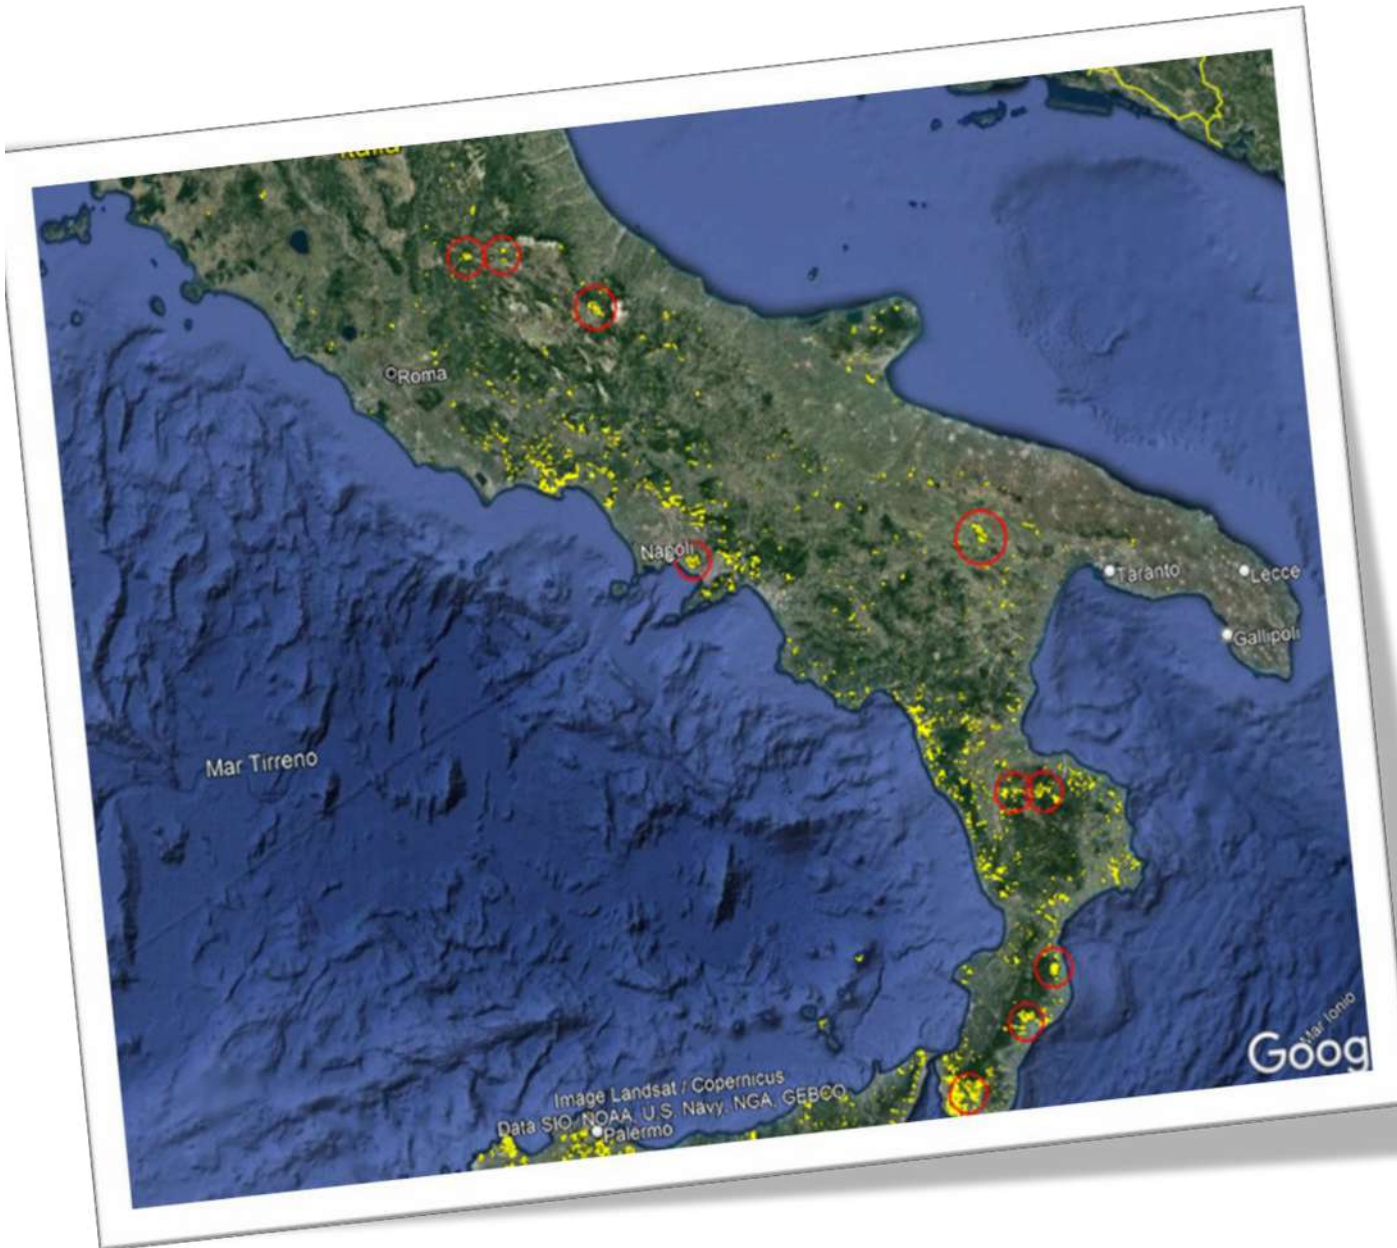 Italia
Roma
Napoli
Taranto
Lecce
Gallipoli
Mar Tirreno
Mar Ionio
Goog
Image Landsat / Copernicus
Data SIO, NOAA, U.S. Navy, NGA, GEBCO
Palermo